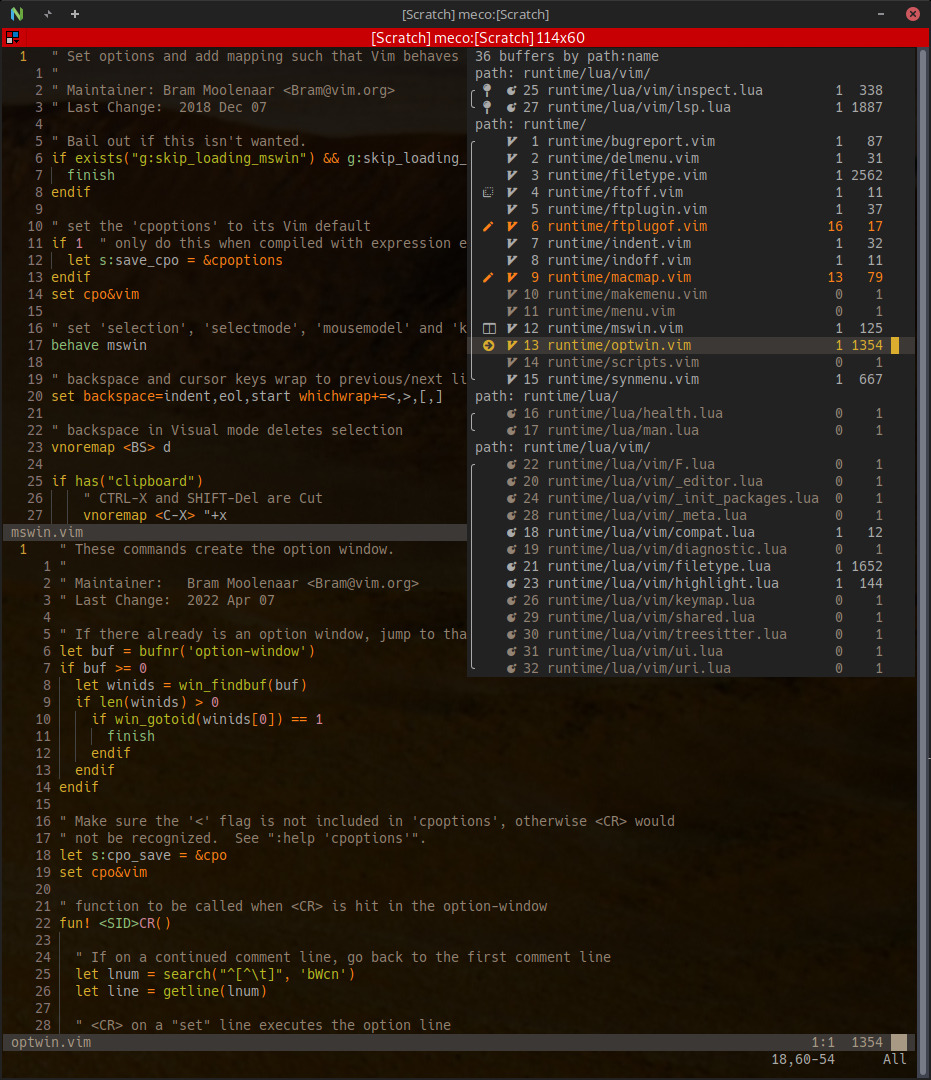 [Scratch] meco:[Scratch]
[Scratch] meco:[Scratch] 114x60
1 " Set options and add mapping such that Vim behaves
1 "
2 " Maintainer: Bram Moolenaar <Bram@vim.org>
3 " Last Change:  2018 Dec 07
4
5 " Bail out if this isn't wanted.
6 if exists("g:skip_loading_mswin") && g:skip_loading_
7   finish
8 endif
9
10 " set the 'cpoptions' to its Vim default
11 if 1  " only do this when compiled with expression e
12   let s:save_cpo = &cpoptions
13 endif
14 set cpo&vim
15
16 " set 'selection', 'selectmode', 'mousemodel' and 'k
17 behave mswin
18
19 " backspace and cursor keys wrap to previous/next li
20 set backspace=indent,eol,start whichwrap+=<,>,[,]
21
22 " backspace in Visual mode deletes selection
23 vnoremap <BS> d
24
25 if has("clipboard")
26     " CTRL-X and SHIFT-Del are Cut
27     vnoremap <C-X> "+x
mswin.vim
36 buffers by path:name
path: runtime/lua/vim/
25 runtime/lua/vim/inspect.lua 1 338
27 runtime/lua/vim/lsp.lua 1 1887
path: runtime/
1 runtime/bugreport.vim 1 87
2 runtime/delmenu.vim 1 31
3 runtime/filetype.vim 1 2562
4 runtime/ftoff.vim 1 11
5 runtime/ftplugin.vim 1 37
6 runtime/ftplugof.vim 16 17
7 runtime/indent.vim 1 32
8 runtime/indoff.vim 1 11
9 runtime/macmap.vim 13 79
10 runtime/makemenu.vim 0 1
11 runtime/menu.vim 0 1
12 runtime/mswin.vim 1 125
13 runtime/optwin.vim 1 1354
14 runtime/scripts.vim 0 1
15 runtime/synmenu.vim 1 667
path: runtime/lua/
16 runtime/lua/health.lua 0 1
17 runtime/lua/man.lua 0 1
path: runtime/lua/vim/
22 runtime/lua/vim/F.lua 0 1
20 runtime/lua/vim/_editor.lua 0 1
24 runtime/lua/vim/_init_packages.lua 0 1
28 runtime/lua/vim/_meta.lua 0 1
18 runtime/lua/vim/compat.lua 1 12
19 runtime/lua/vim/diagnostic.lua 0 1
21 runtime/lua/vim/filetype.lua 1 1652
23 runtime/lua/vim/highlight.lua 1 144
26 runtime/lua/vim/keymap.lua 0 1
29 runtime/lua/vim/shared.lua 0 1
30 runtime/lua/vim/treesitter.lua 0 1
31 runtime/lua/vim/ui.lua 0 1
32 runtime/lua/vim/uri.lua 0 1
1 " These commands create the option window.
1 "
2 " Maintainer:   Bram Moolenaar <Bram@vim.org>
3 " Last Change:  2022 Apr 07
4
5 " If there already is an option window, jump to tha
6 let buf = bufnr('option-window')
7 if buf >= 0
8   let winids = win_findbuf(buf)
9   if len(winids) > 0
10     if win_gotoid(winids[0]) == 1
11       finish
12     endif
13   endif
14 endif
15
16 " Make sure the '<' flag is not included in 'cpoptions', otherwise <CR> would
17 " not be recognized.  See ":help 'cpoptions'".
18 let s:cpo_save = &cpo
19 set cpo&vim
20
21 " function to be called when <CR> is hit in the option-window
22 fun! <SID>CR()
23
24   " If on a continued comment line, go back to the first comment line
25   let lnum = search("^[^\t]", 'bWcn')
26   let line = getline(lnum)
27
28   " <CR> on a "set" line executes the option line
optwin.vim 1:1 1354
18,60-54 All